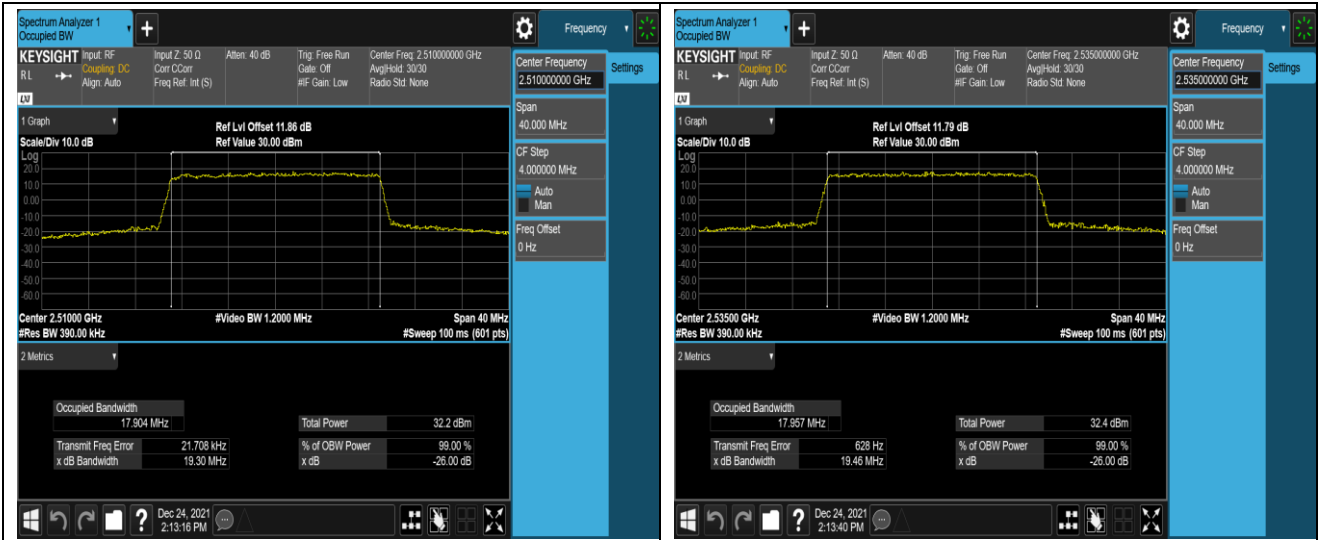 Spectrum Analyzer 1
Occupied BW
+
Frequency
KEYSIGHT
Input: RF
Coupling: DC
Align: Auto
Input Z: 50 Ω
Corr CCorr
Freq Ref: Int (S)
Atten: 40 dB
Trig: Free Run
Gate: Off
#IF Gain: Low
Center Freq: 2.510000000 GHz
Avg|Hold: 30/30
Radio Std: None
RL
LXI
Center Frequency
2.510000000 GHz
Settings
Span
40.000 MHz
CF Step
4.000000 MHz
Auto
Man
Freq Offset
0 Hz
1 Graph
Scale/Div 10.0 dB
Ref Lvl Offset 11.86 dB
Ref Value 30.00 dBm
Log
20.0
10.0
0.00
-10.0
-20.0
-30.0
-40.0
-50.0
-60.0
Center 2.51000 GHz
#Video BW 1.2000 MHz
Span 40 MHz
#Res BW 390.00 kHz
#Sweep 100 ms (601 pts)
2 Metrics
Occupied Bandwidth
17.904 MHz
Total Power 32.2 dBm
Transmit Freq Error 21.708 kHz
% of OBW Power 99.00 %
x dB Bandwidth 19.30 MHz
x dB -26.00 dB
?
Dec 24, 2021
2:13:16 PM
Spectrum Analyzer 1
Occupied BW
+
Frequency
KEYSIGHT
Input: RF
Coupling: DC
Align: Auto
Input Z: 50 Ω
Corr CCorr
Freq Ref: Int (S)
Atten: 40 dB
Trig: Free Run
Gate: Off
#IF Gain: Low
Center Freq: 2.535000000 GHz
Avg|Hold: 30/30
Radio Std: None
RL
LXI
Center Frequency
2.535000000 GHz
Settings
Span
40.000 MHz
CF Step
4.000000 MHz
Auto
Man
Freq Offset
0 Hz
1 Graph
Scale/Div 10.0 dB
Ref Lvl Offset 11.79 dB
Ref Value 30.00 dBm
Log
20.0
10.0
0.00
-10.0
-20.0
-30.0
-40.0
-50.0
-60.0
Center 2.53500 GHz
#Video BW 1.2000 MHz
Span 40 MHz
#Res BW 390.00 kHz
#Sweep 100 ms (601 pts)
2 Metrics
Occupied Bandwidth
17.957 MHz
Total Power 32.4 dBm
Transmit Freq Error 628 Hz
% of OBW Power 99.00 %
x dB Bandwidth 19.46 MHz
x dB -26.00 dB
?
Dec 24, 2021
2:13:40 PM